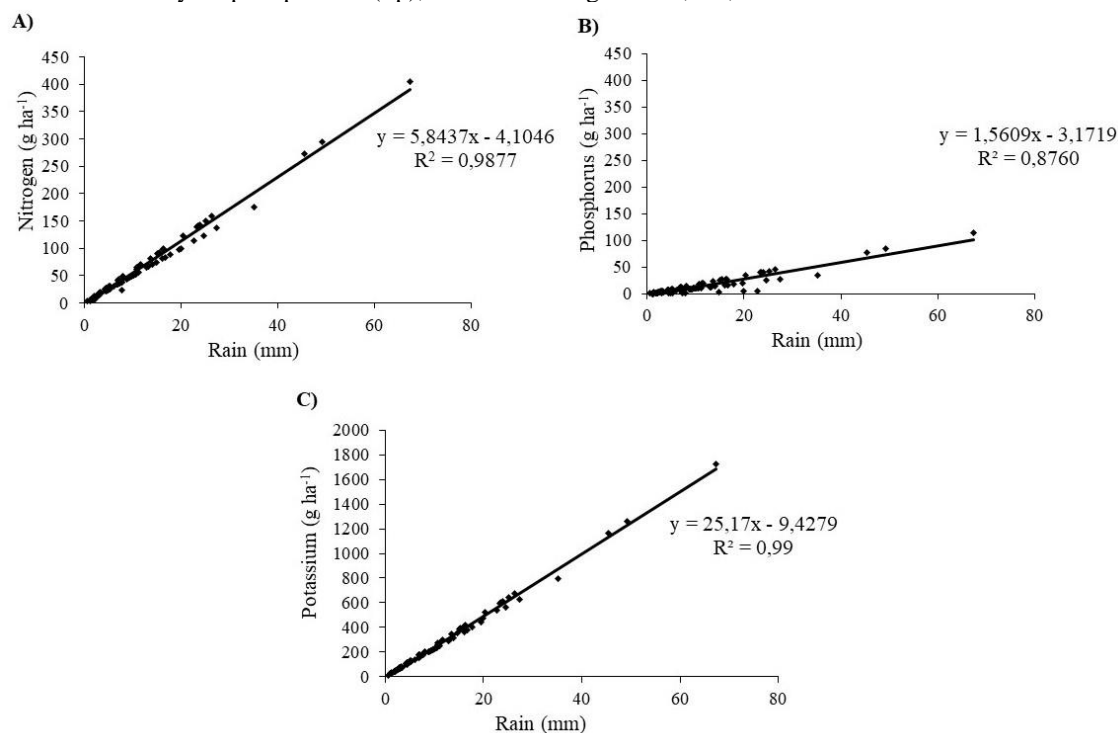 A)
450
400
350
300
250
200
150
100
50
0
Nitrogen (g ha⁻¹)
y = 5,8437x - 4,1046
R² = 0,9877
0 20 40 60 80
Rain (mm)
B)
450
400
350
300
250
200
150
100
50
0
Phosphorus (g ha⁻¹)
y = 1,5609x - 3,1719
R² = 0,8760
0 20 40 60 80
Rain (mm)
C)
2000
1800
1600
1400
1200
1000
800
600
400
200
0
Potassium (g ha⁻¹)
y = 25,17x - 9,4279
R² = 0,99
0 20 40 60 80
Rain (mm)